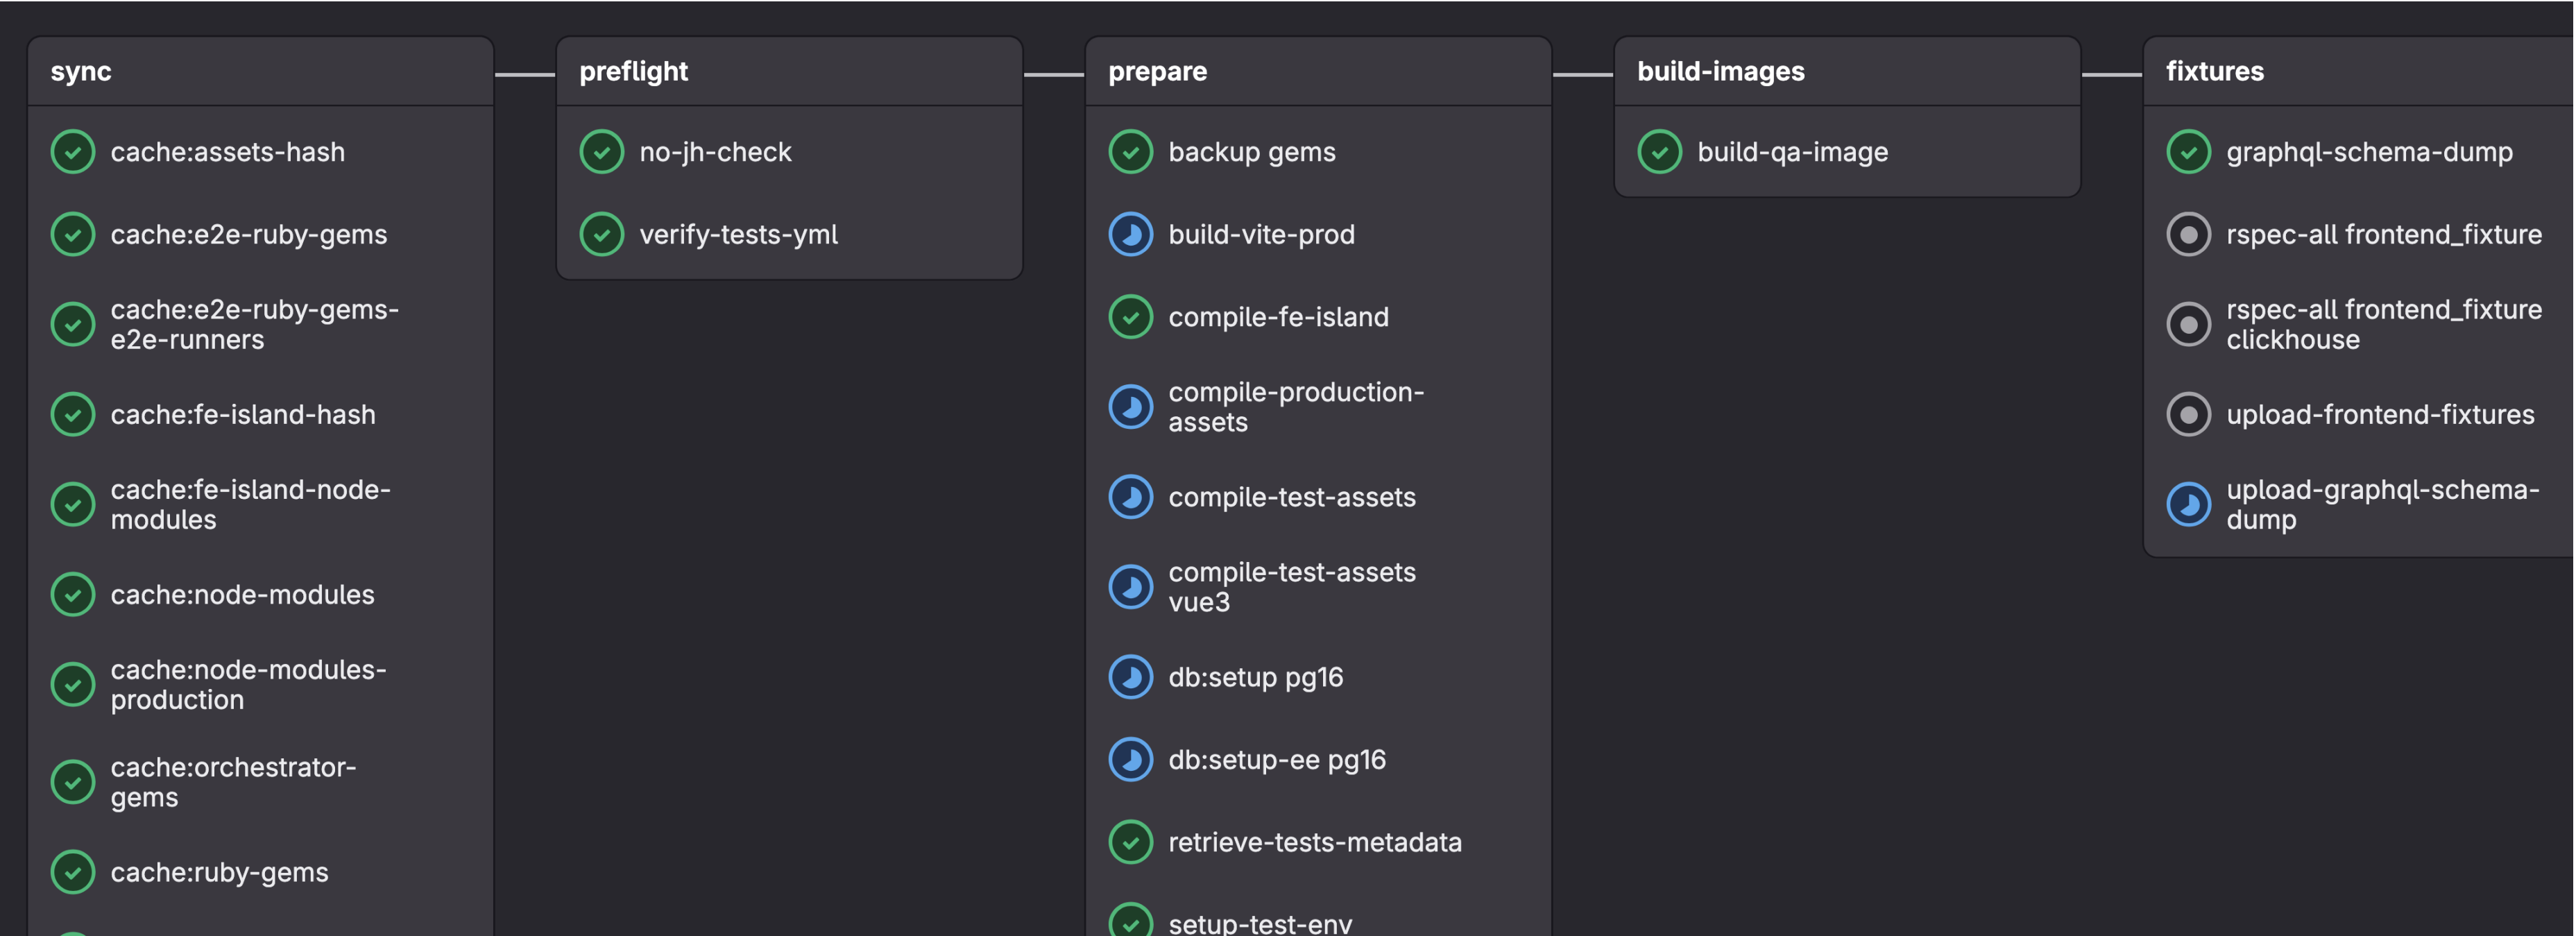 sync
cache:assets-hash
cache:e2e-ruby-gems
cache:e2e-ruby-gems-
e2e-runners
cache:fe-island-hash
cache:fe-island-node-
modules
cache:node-modules
cache:node-modules-
production
cache:orchestrator-
gems
cache:ruby-gems
preflight
no-jh-check
verify-tests-yml
prepare
backup gems
build-vite-prod
compile-fe-island
compile-production-
assets
compile-test-assets
compile-test-assets
vue3
db:setup pg16
db:setup-ee pg16
retrieve-tests-metadata
setup-test-env
build-images
build-qa-image
fixtures
graphql-schema-dump
rspec-all frontend_fixture
rspec-all frontend_fixture
clickhouse
upload-frontend-fixtures
upload-graphql-schema-
dump